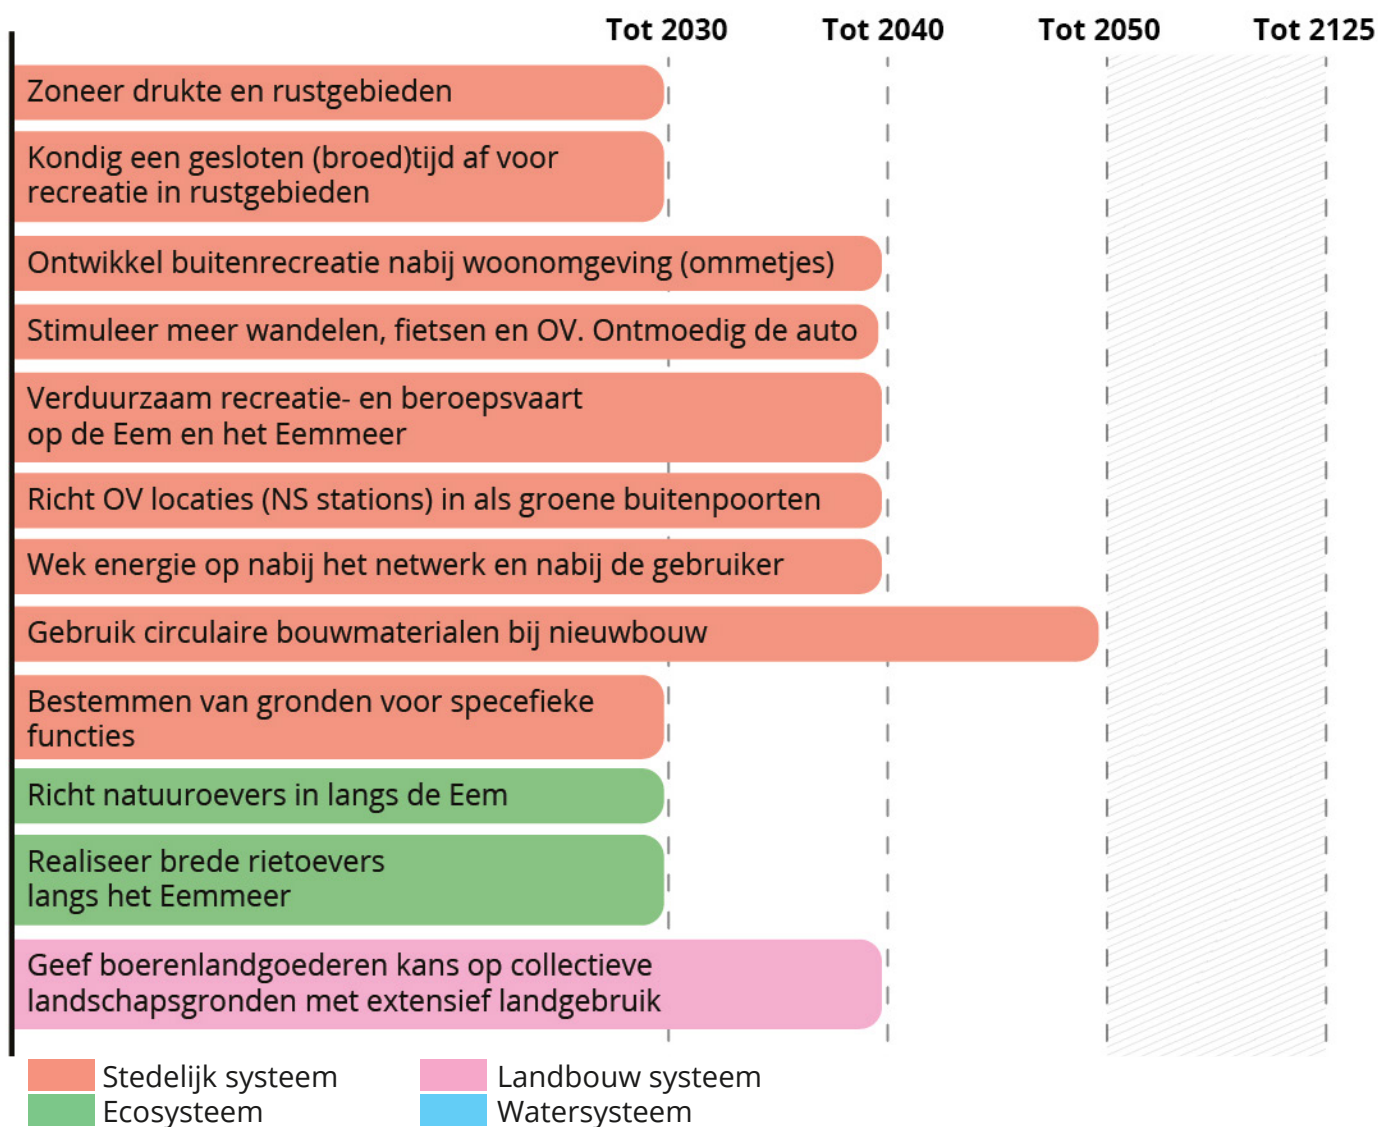 Tot 2030 Tot 2040 Tot 2050 Tot 2125
Zoneer drukte en rustgebieden
Kondig een gesloten (broed)tijd af voor
recreatie in rustgebieden
Ontwikkel buitenrecreatie nabij woonomgeving (ommetjes)
Stimuleer meer wandelen, fietsen en OV. Ontmoedig de auto
Verduurzaam recreatie- en beroepsvaart
op de Eem en het Eemmeer
Richt OV locaties (NS stations) in als groene buitenpoorten
Wek energie op nabij het netwerk en nabij de gebruiker
Gebruik circulaire bouwmaterialen bij nieuwbouw
Bestemmen van gronden voor specefieke
functies
Richt natuuroevers in langs de Eem
Realiseer brede rietoevers
langs het Eemmeer
Geef boerenlandgoederen kans op collectieve
landschapsgronden met extensief landgebruik
Stedelijk systeem Landbouw systeem
Ecosysteem Watersysteem